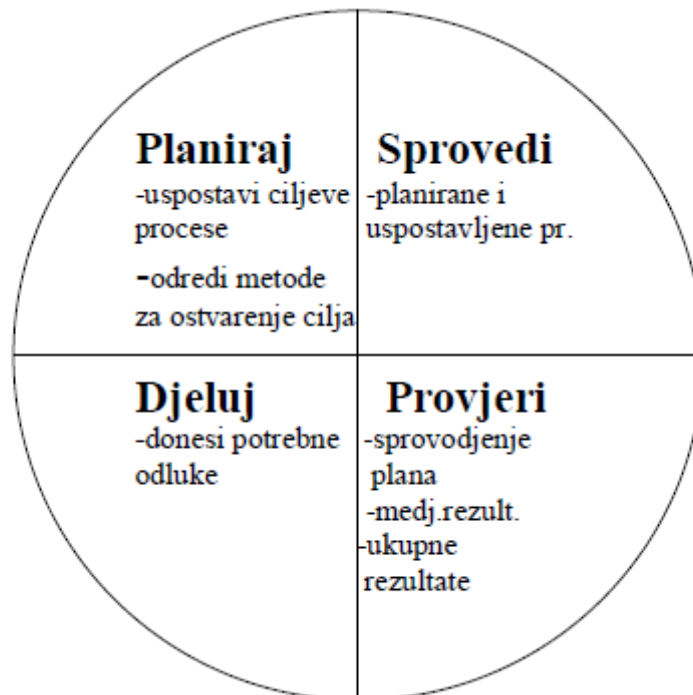 Planiraj
-uspostavi ciljeve
procese
-odredi metode
za ostvarenje cilja
Sprovedi
-planirane i
uspostavljene pr.
Djeluj
-donesi potrebne
odluke
Provjeri
-sprovodjenje
plana
-medj.rezult.
-ukupne
rezultate